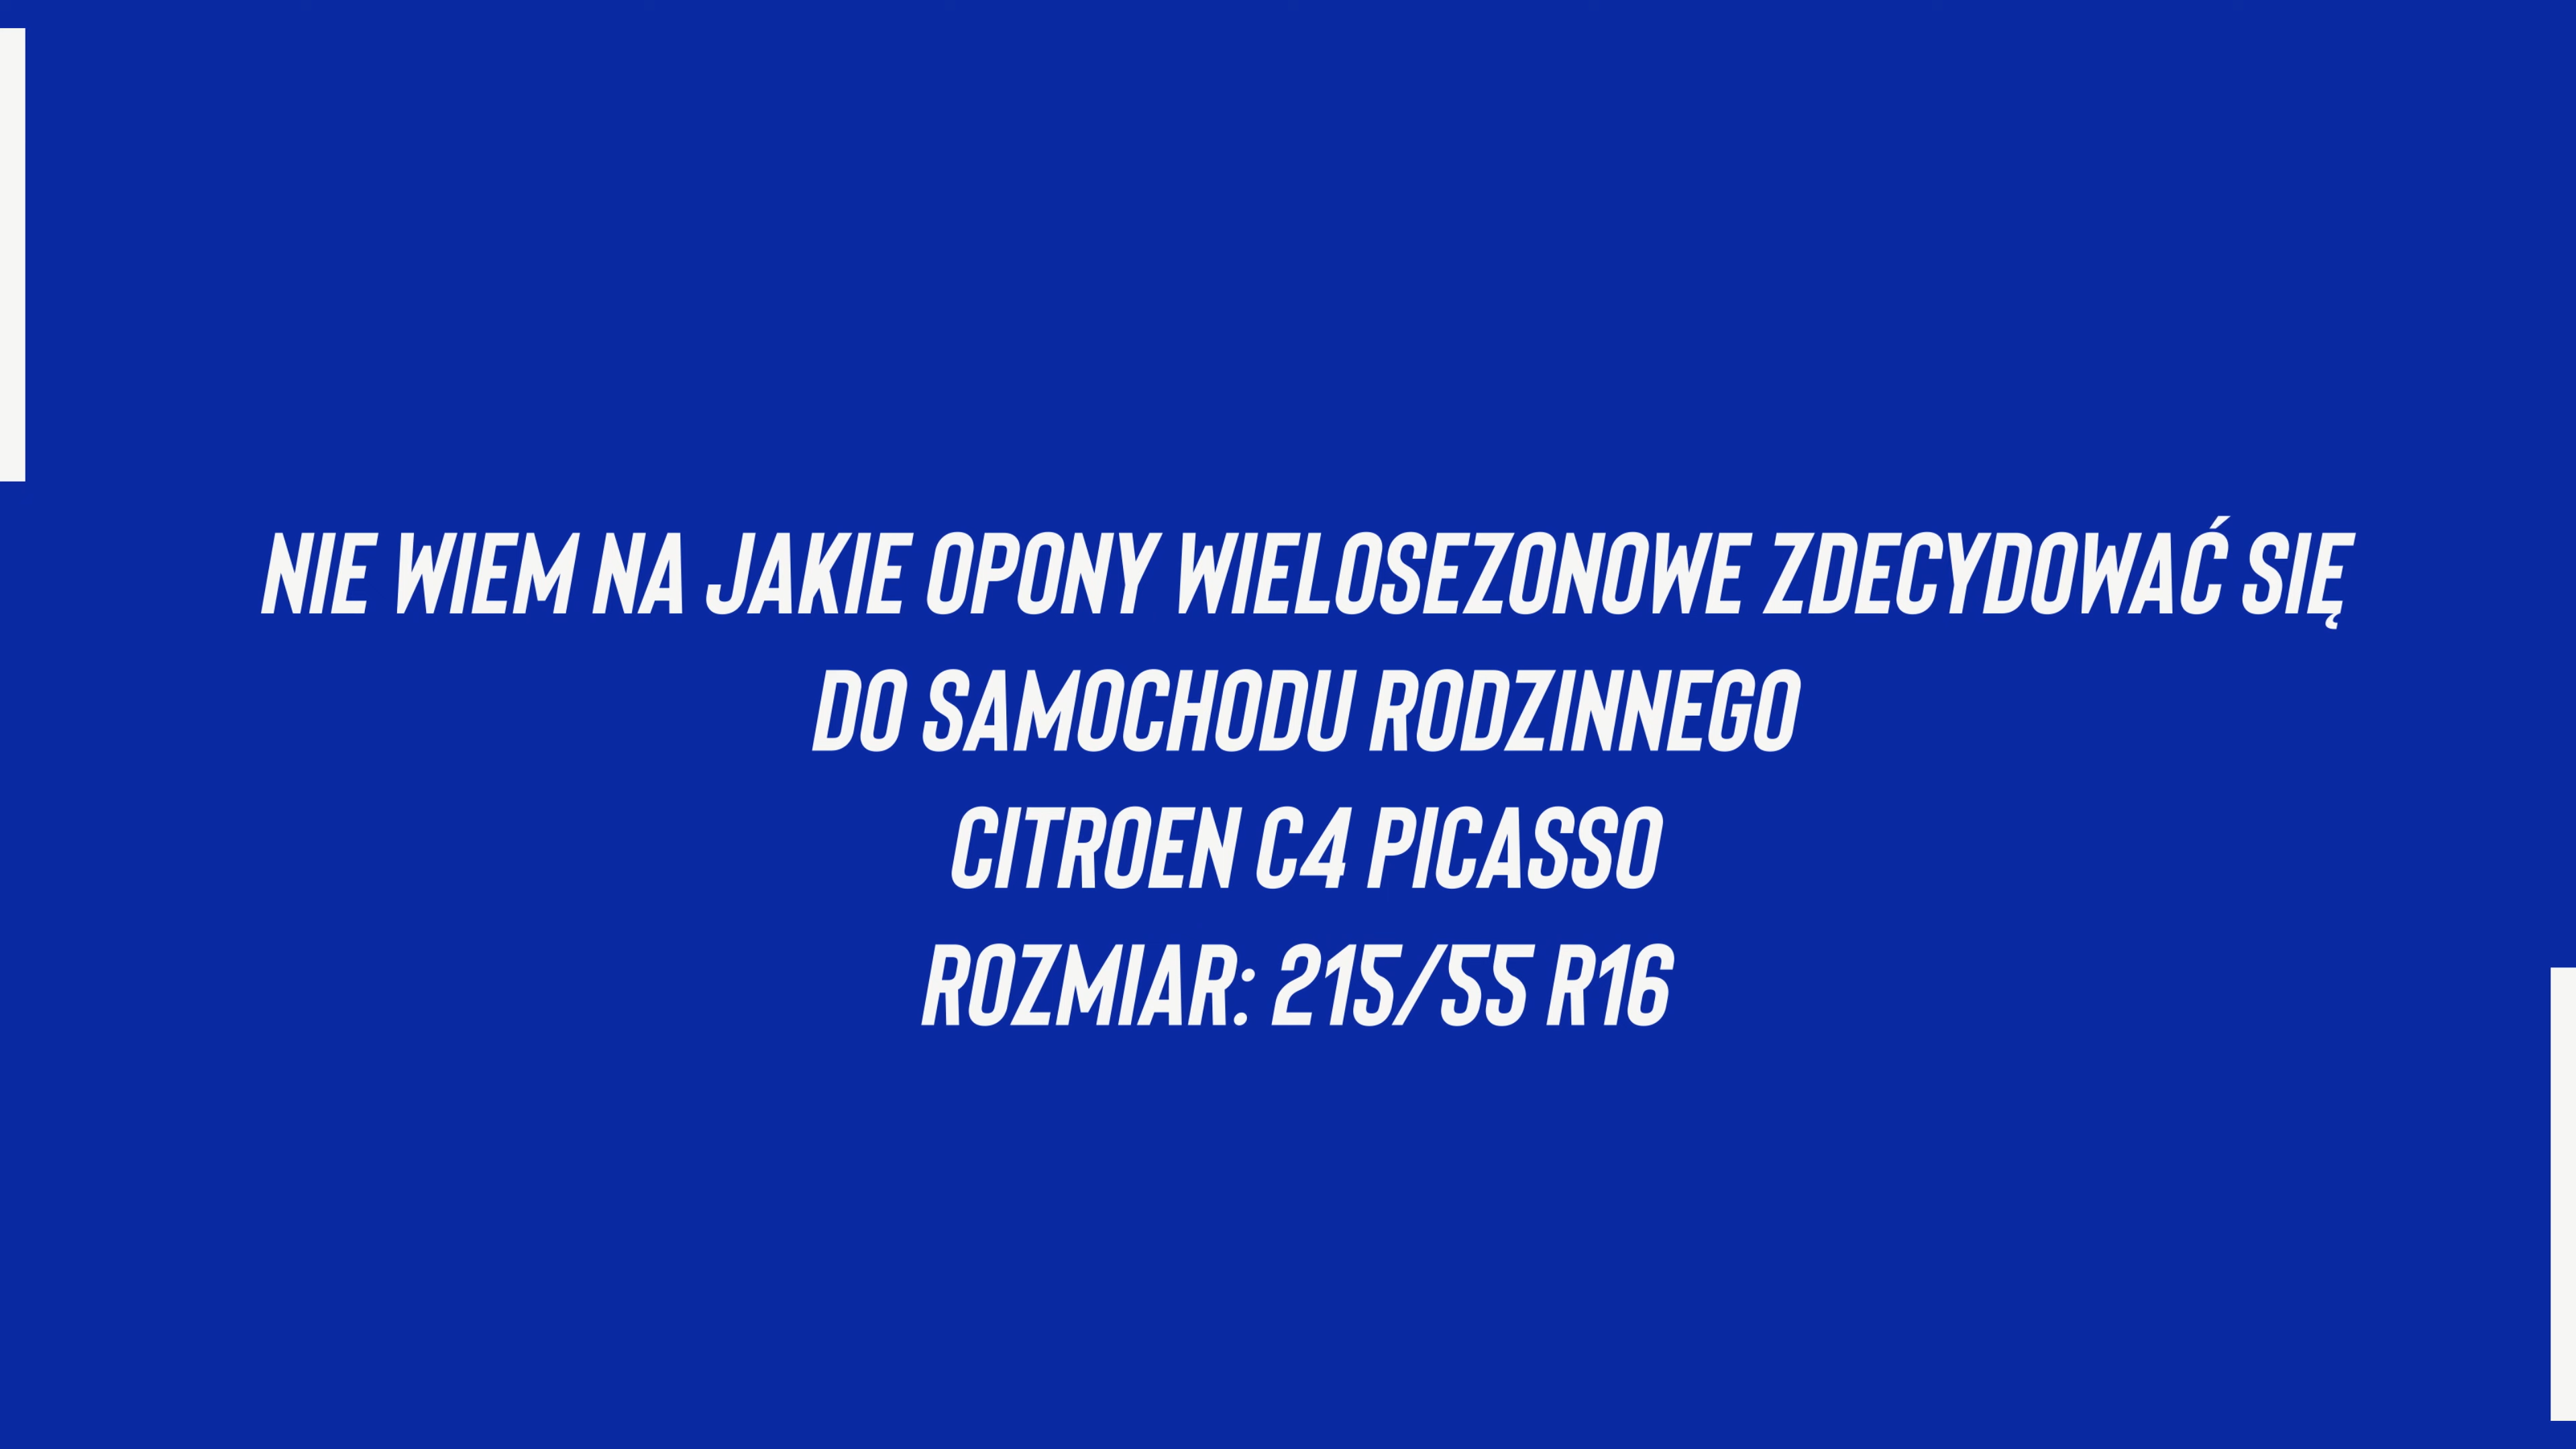 NIE WIEM NA JAKIE OPONY WIELOSEZONOWE ZDECYDOWAĆ SIĘ
DO SAMOCHODU RODZINNEGO
CITROEN C4 PICASSO
ROZMIAR: 215/55 R16